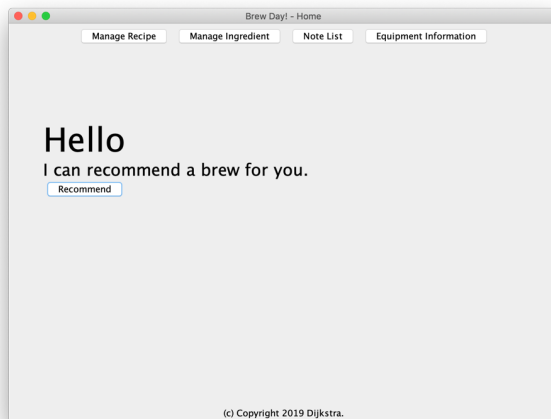 Brew Day! - Home
Manage Recipe Manage Ingredient Note List Equipment Information
Hello
I can recommend a brew for you.
Recommend
(c) Copyright 2019 Dijkstra.